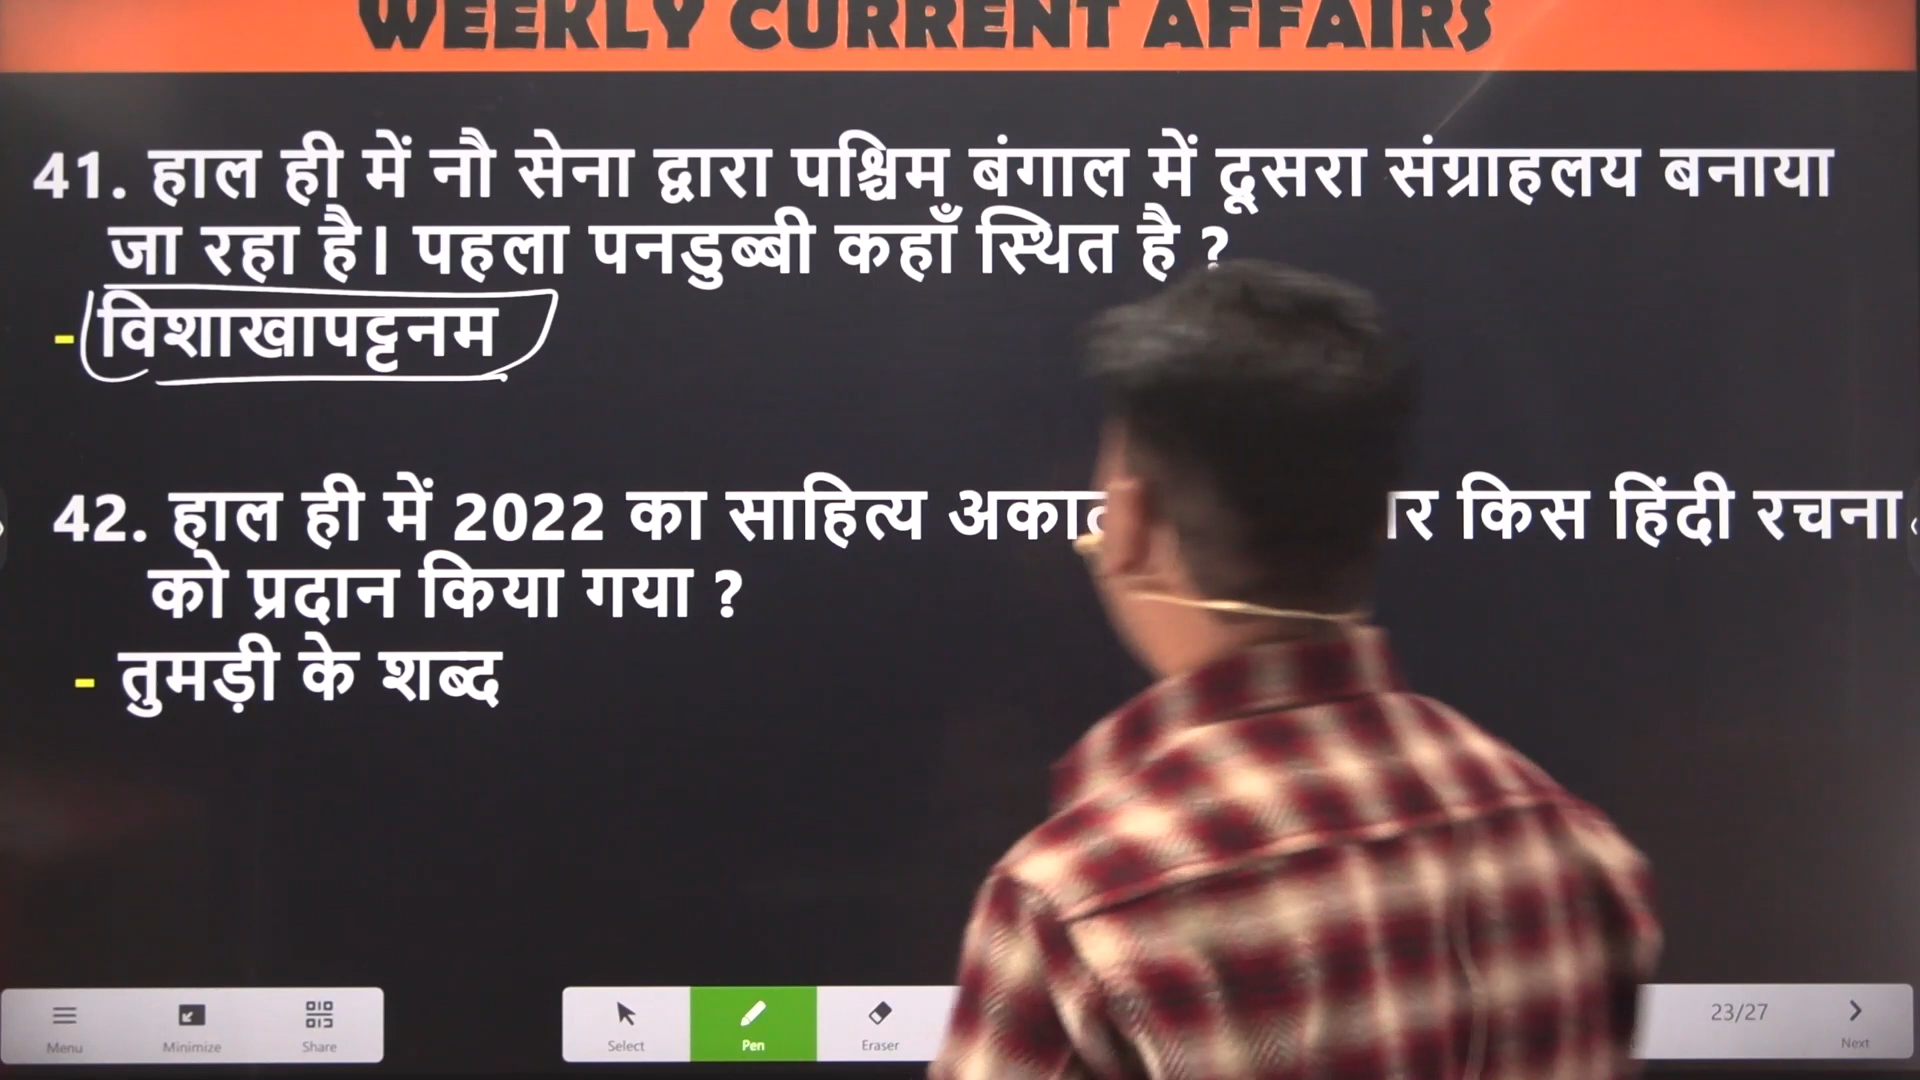 WEEKLY CURRENT AFFAIRS
41. हाल ही में नौ सेना द्वारा पश्चिम बंगाल में दूसरा संग्राहलय बनाया
जा रहा है। पहला पनडुब्बी कहाँ स्थित है ?
- विशाखापट्टनम
42. हाल ही में 2022 का साहित्य किस हिंदी रचना
को प्रदान किया गया ?
- तुमड़ी के शब्द
Menu Minimize Share Select Pen Eraser 23/27 Next